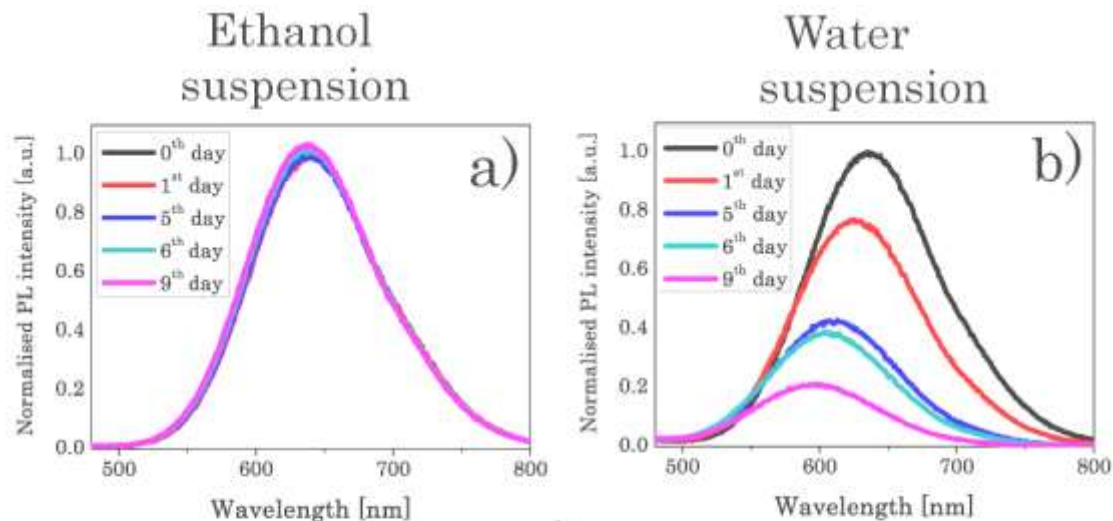 Ethanol
suspension
Normalised PL intensity [a.u.]
1.0
0.8
0.6
0.4
0.2
0.0
0th day
1st day
5th day
6th day
9th day
a)
500
600
700
800
Wavelength [nm]
Water
suspension
Normalised PL intensity [a.u.]
1.0
0.8
0.6
0.4
0.2
0.0
0th day
1st day
5th day
6th day
9th day
b)
500
600
700
800
Wavelength [nm]